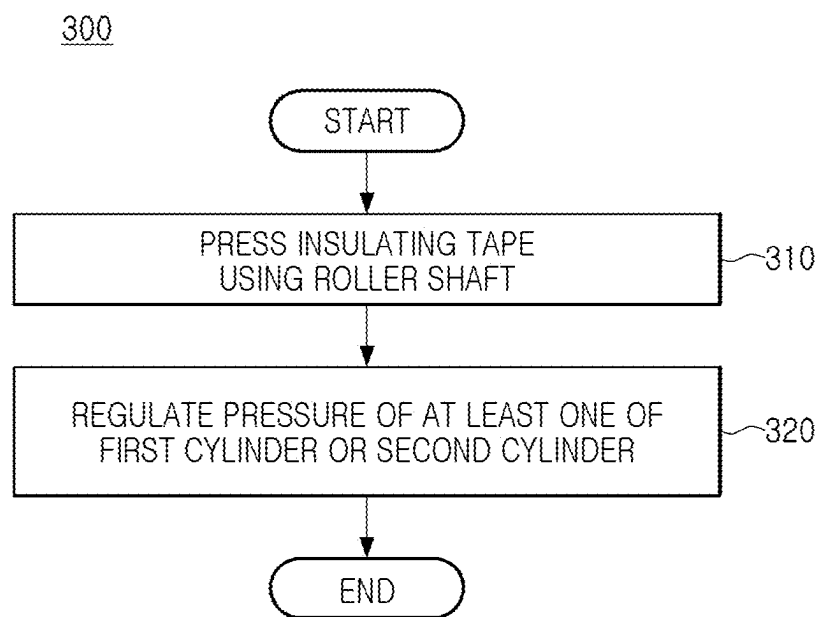 300
START
PRESS INSULATING TAPE
USING ROLLER SHAFT
310
REGULATE PRESSURE OF AT LEAST ONE OF
FIRST CYLINDER OR SECOND CYLINDER
320
END